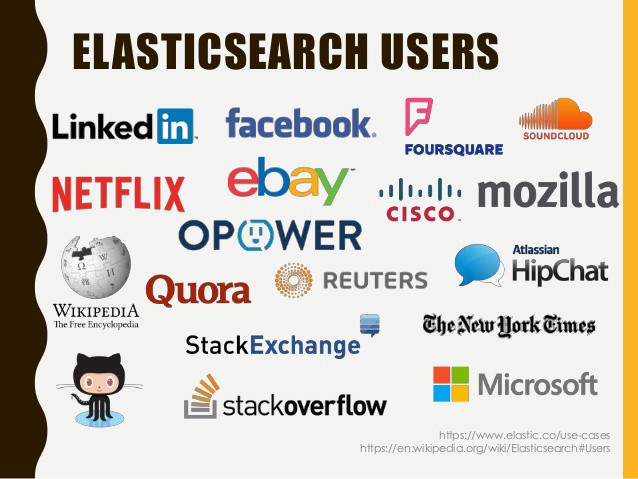 ELASTICSEARCH USERS
Linked in
facebook
FOURSQUARE
SOUNDCLOUD
NETFLIX
ebay
CISCO
mozilla
OPOWER
WIKIPEDIA
The Free Encyclopedia
Quora
REUTERS
Atlassian
HipChat
StackExchange
The New York Times
stackoverflow
Microsoft
https://www.elastic.co/use-cases
https://en.wikipedia.org/wiki/Elasticsearch#Users